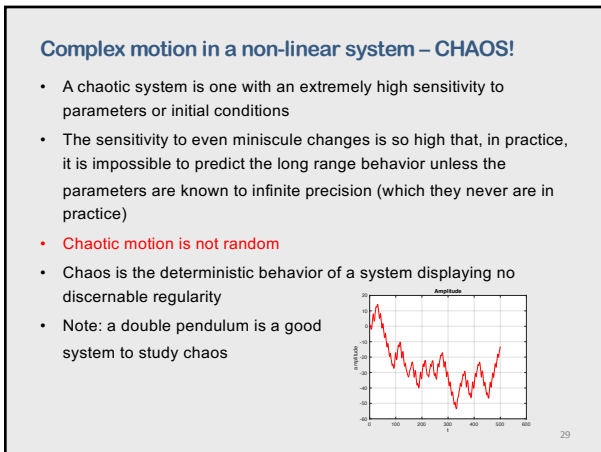 Complex motion in a non-linear system – CHAOS!
• A chaotic system is one with an extremely high sensitivity to
parameters or initial conditions
• The sensitivity to even miniscule changes is so high that, in practice,
it is impossible to predict the long range behavior unless the
parameters are known to infinite precision (which they never are in
practice)
• Chaotic motion is not random
• Chaos is the deterministic behavior of a system displaying no
discernable regularity
• Note: a double pendulum is a good
system to study chaos
Amplitude
20
10
0
-10
-20
-30
-40
-50
-60
amplitude
0 100 200 300 400 500 600
t
29